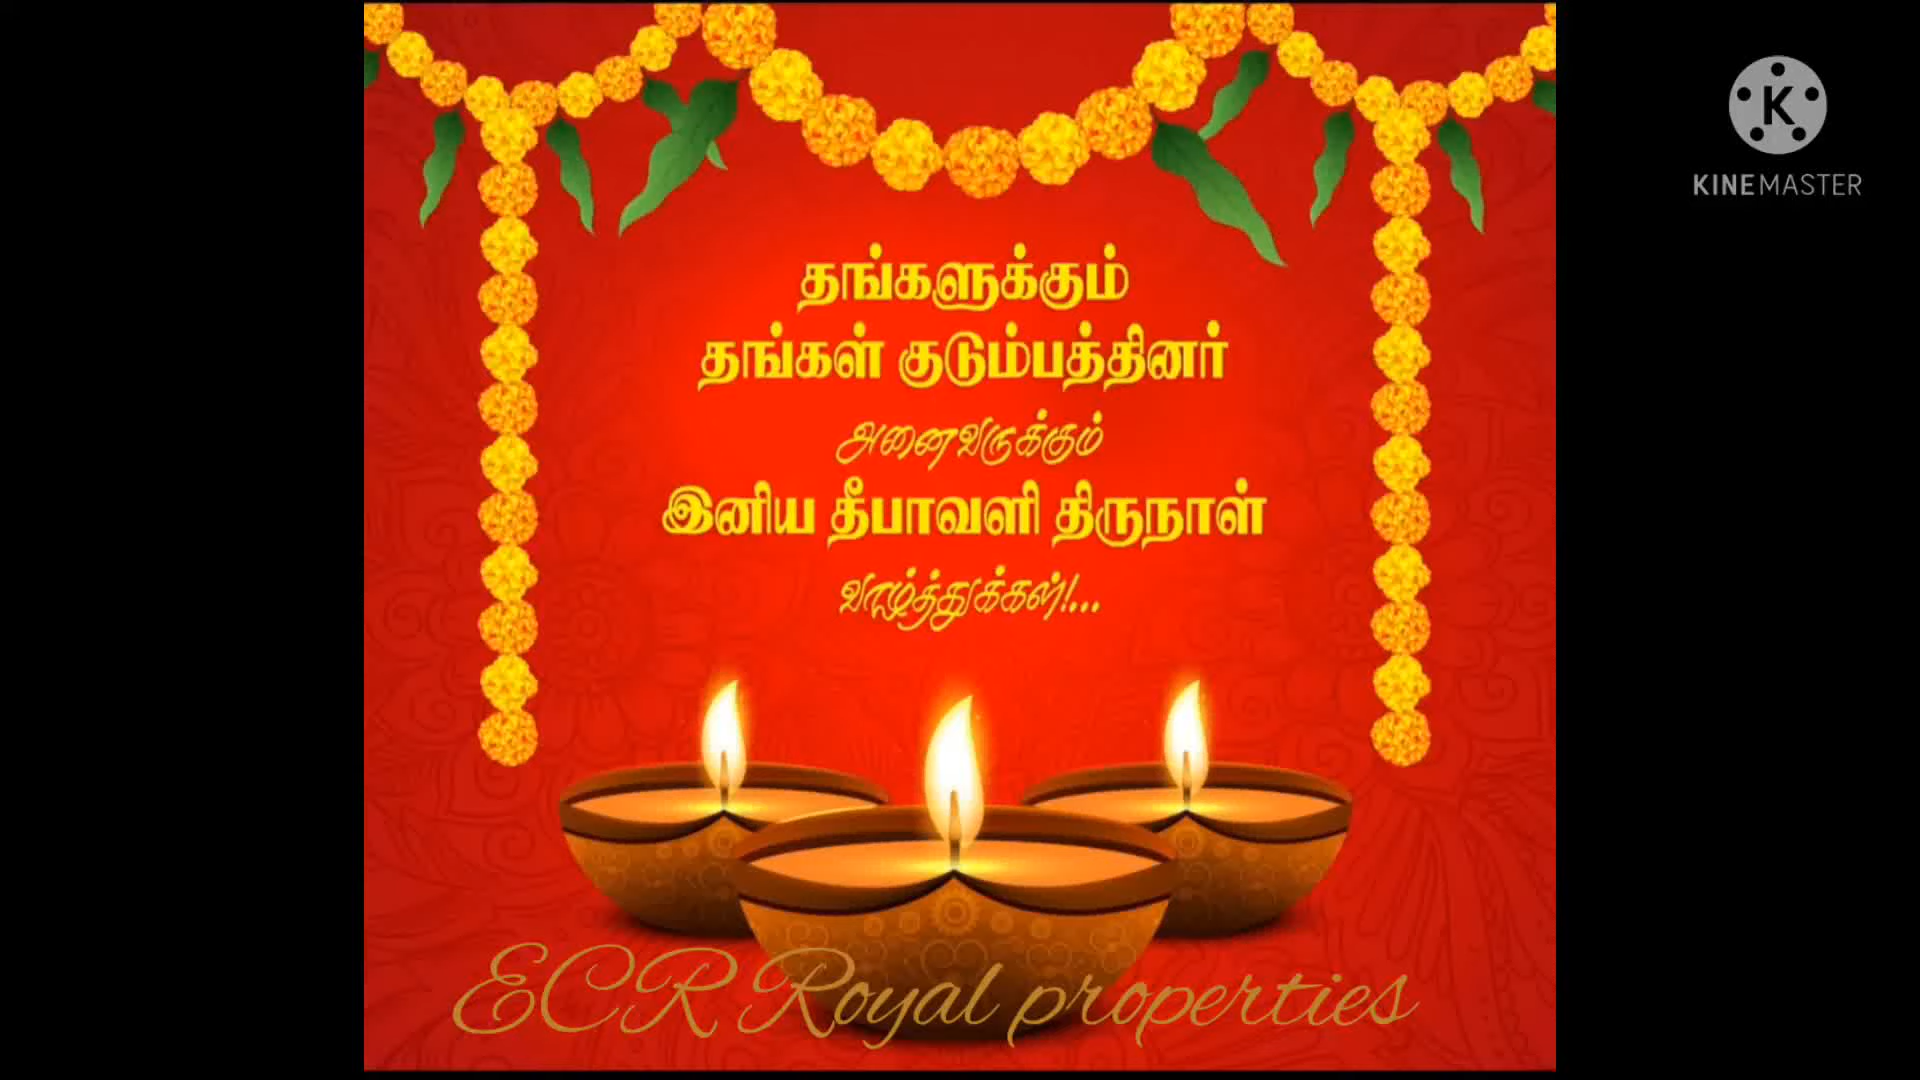 தங்களுக்கும்
தங்கள் குடும்பத்தினர்
அனைவருக்கும்
இனிய தீபாவளி திருநாள்
வாழ்த்துக்கள்!...
ECR Royal properties
K
KINEMASTER